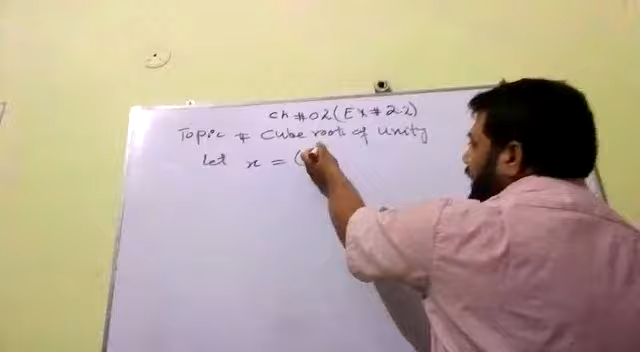 Ch # 02 (Ex # 2.2)
Topic # Cube roots of Unity
Let x = (